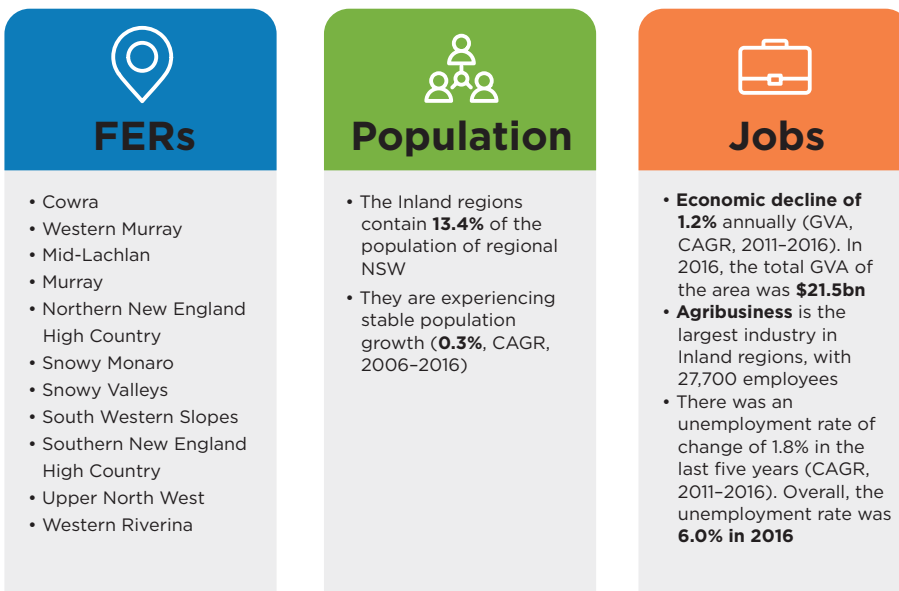 FERs
• Cowra
• Western Murray
• Mid-Lachlan
• Murray
• Northern New England
High Country
• Snowy Monaro
• Snowy Valleys
• South Western Slopes
• Southern New England
High Country
• Upper North West
• Western Riverina
Population
• The Inland regions
contain 13.4% of the
population of regional
NSW
• They are experiencing
stable population
growth (0.3%, CAGR,
2006–2016)
Jobs
• Economic decline of
1.2% annually (GVA,
CAGR, 2011–2016). In
2016, the total GVA of
the area was $21.5bn
• Agribusiness is the
largest industry in
Inland regions, with
27,700 employees
• There was an
unemployment rate of
change of 1.8% in the
last five years (CAGR,
2011–2016). Overall, the
unemployment rate was
6.0% in 2016